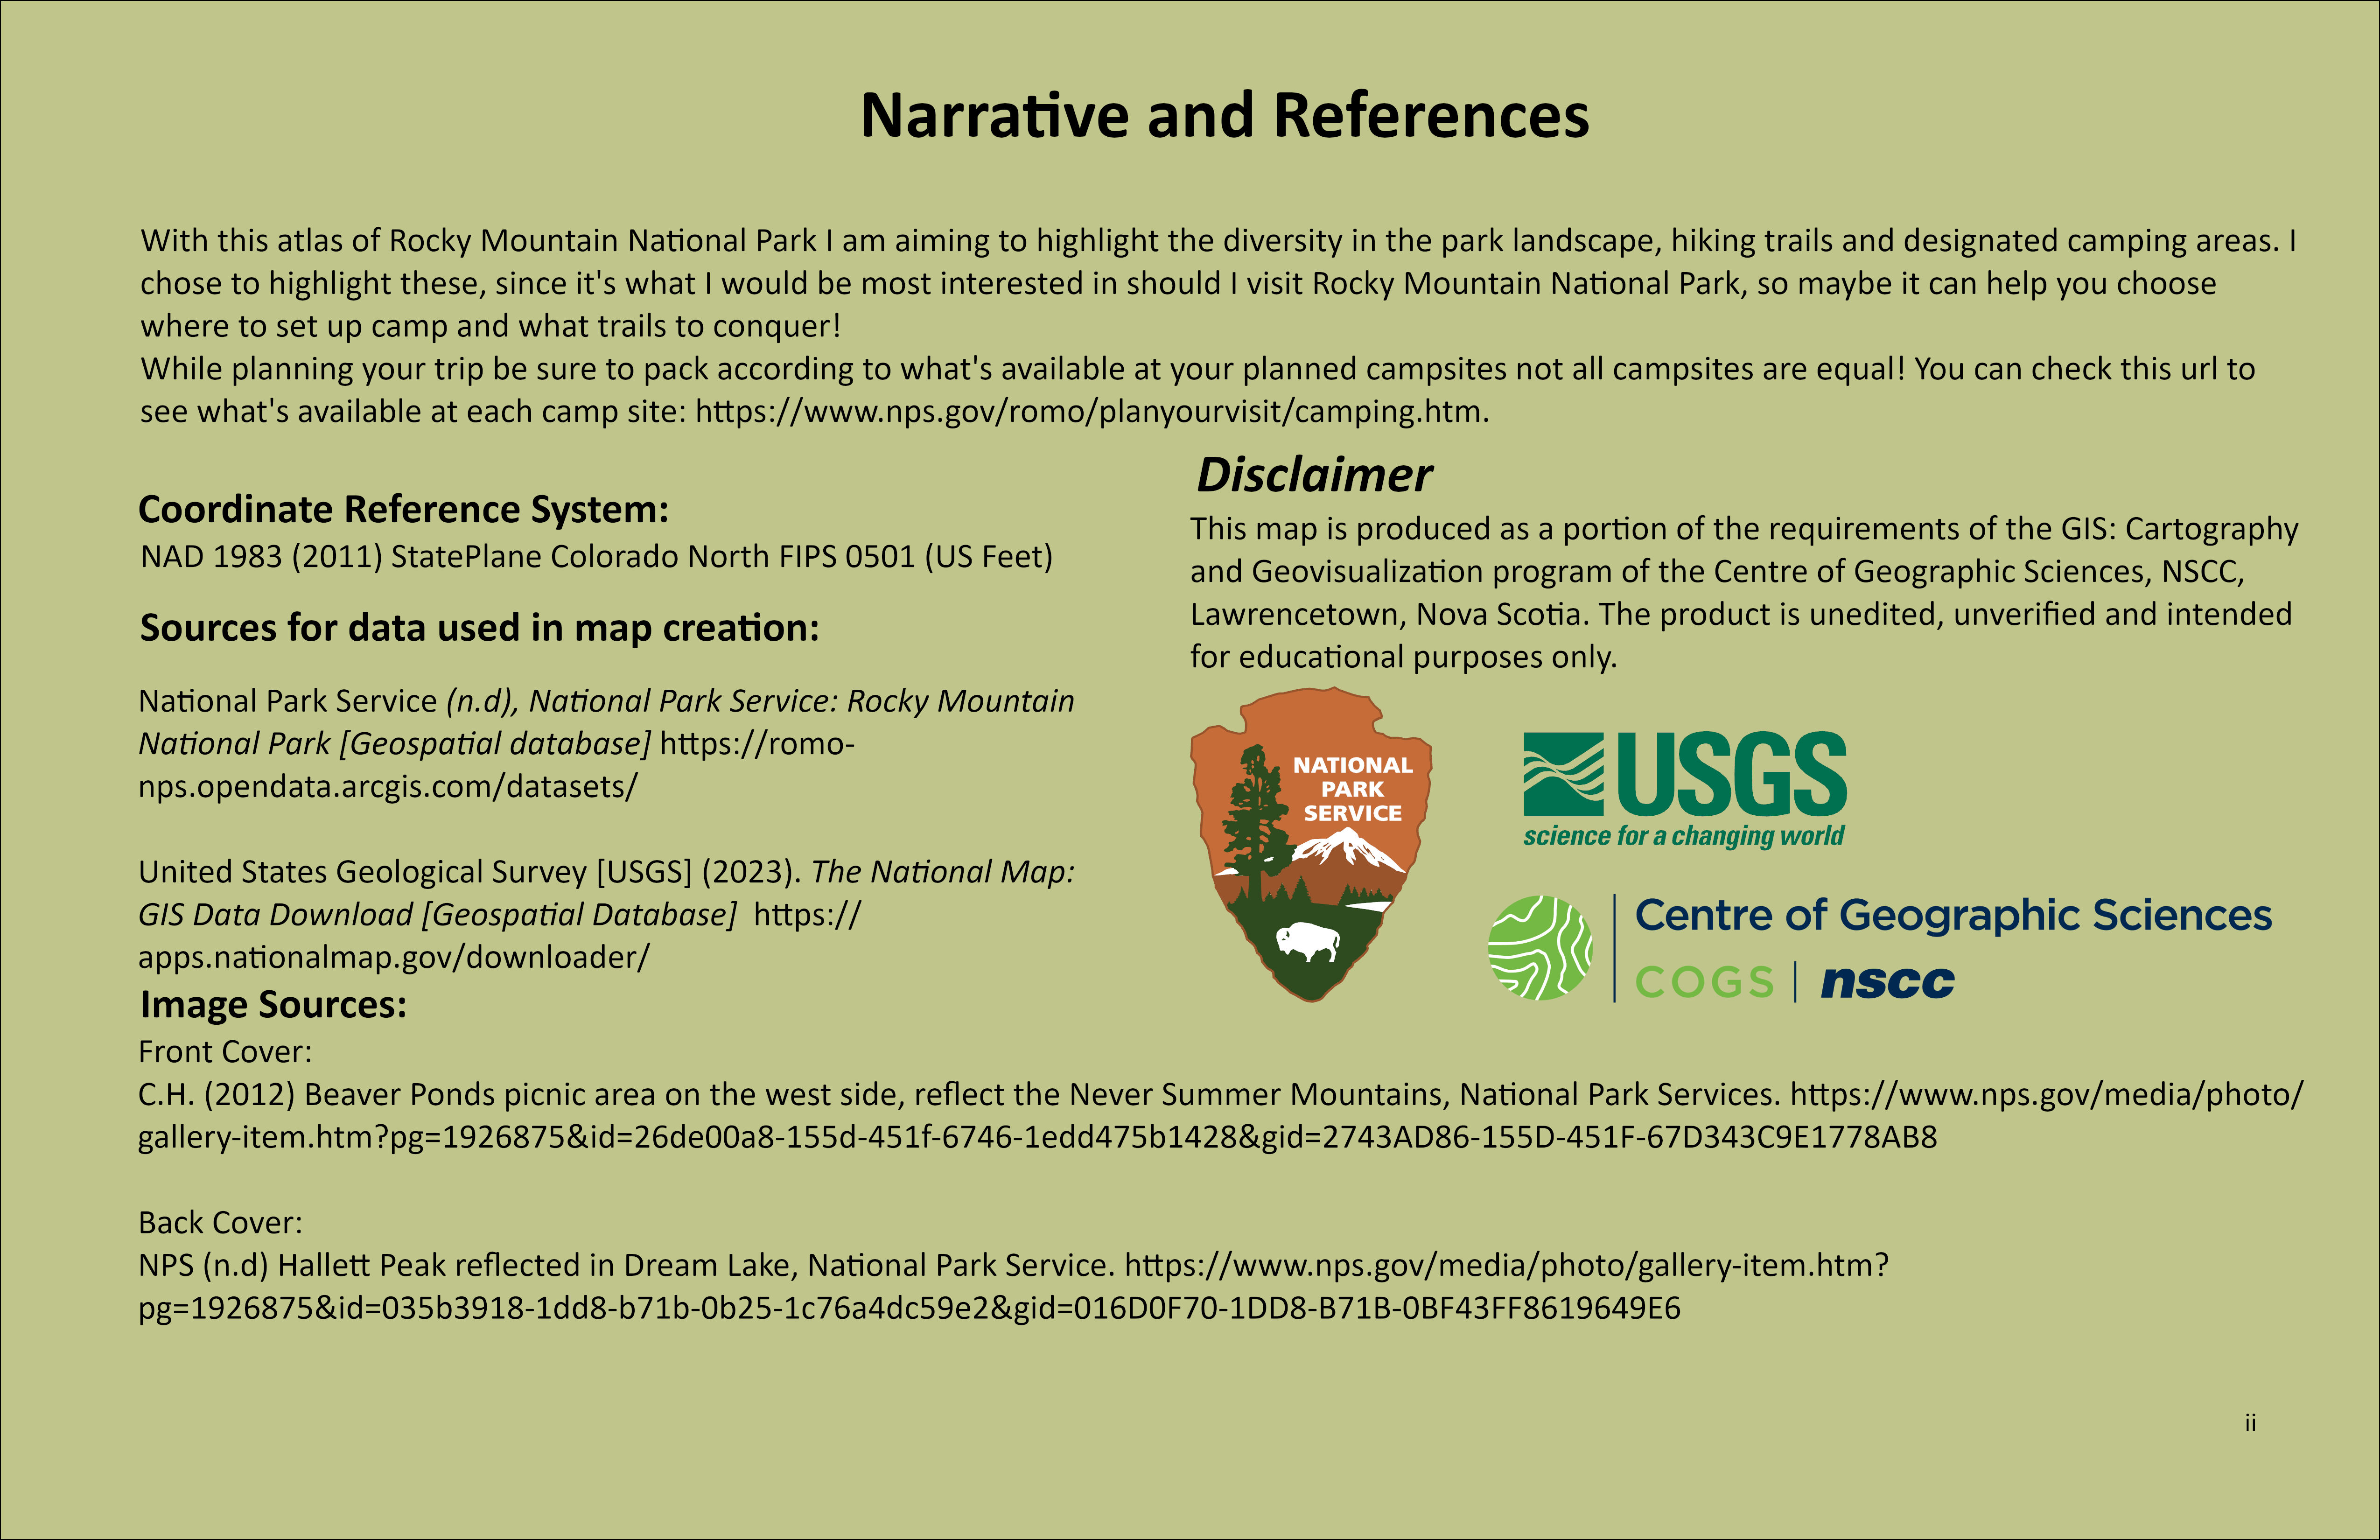 Narrative and References
With this atlas of Rocky Mountain National Park I am aiming to highlight the diversity in the park landscape, hiking trails and designated camping areas. I
chose to highlight these, since it's what I would be most interested in should I visit Rocky Mountain National Park, so maybe it can help you choose
where to set up camp and what trails to conquer!
While planning your trip be sure to pack according to what's available at your planned campsites not all campsites are equal! You can check this url to
see what's available at each camp site: https://www.nps.gov/romo/planyourvisit/camping.htm.
Coordinate Reference System:
NAD 1983 (2011) StatePlane Colorado North FIPS 0501 (US Feet)
Sources for data used in map creation:
National Park Service (n.d), National Park Service: Rocky Mountain
National Park [Geospatial database] https://romo-
nps.opendata.arcgis.com/datasets/
United States Geological Survey [USGS] (2023). The National Map:
GIS Data Download [Geospatial Database]  https://
apps.nationalmap.gov/downloader/
Disclaimer
This map is produced as a portion of the requirements of the GIS: Cartography
and Geovisualization program of the Centre of Geographic Sciences, NSCC,
Lawrencetown, Nova Scotia. The product is unedited, unverified and intended
for educational purposes only.
NATIONAL
PARK
SERVICE
USGS
science for a changing world
Centre of Geographic Sciences
COGS | nscc
Image Sources:
Front Cover:
C.H. (2012) Beaver Ponds picnic area on the west side, reflect the Never Summer Mountains, National Park Services. https://www.nps.gov/media/photo/
gallery-item.htm?pg=1926875&id=26de00a8-155d-451f-6746-1edd475b1428&gid=2743AD86-155D-451F-67D343C9E1778AB8
Back Cover:
NPS (n.d) Hallett Peak reflected in Dream Lake, National Park Service. https://www.nps.gov/media/photo/gallery-item.htm?
pg=1926875&id=035b3918-1dd8-b71b-0b25-1c76a4dc59e2&gid=016D0F70-1DD8-B71B-0BF43FF8619649E6
ii